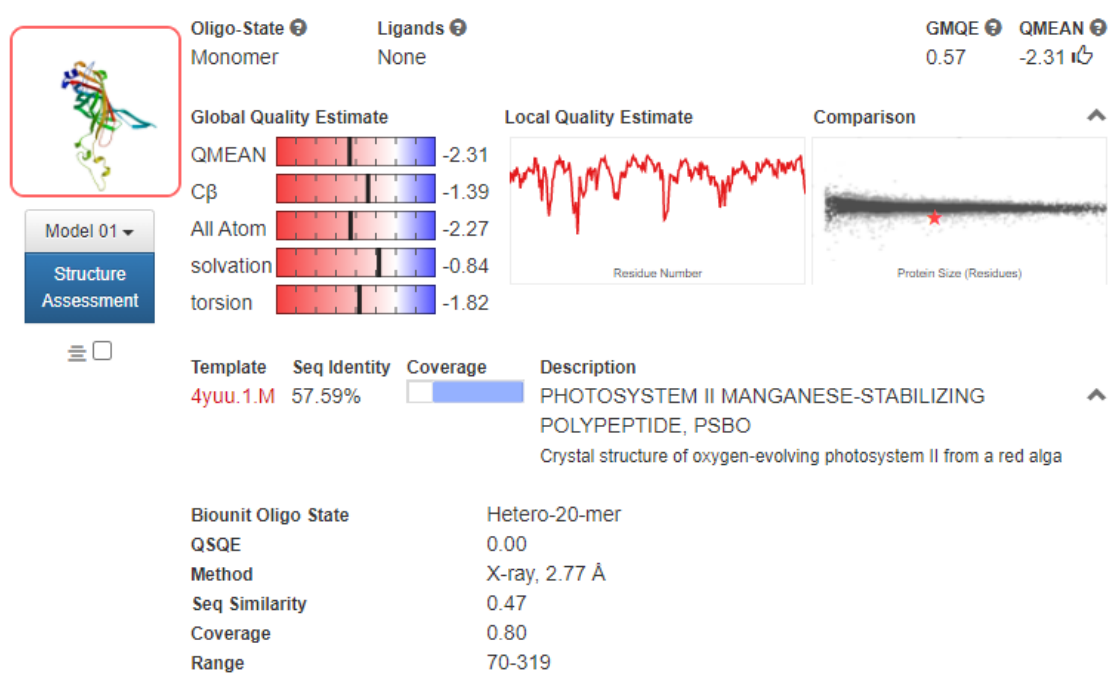 Oligo-State Ligands GMQE QMEAN
Monomer None 0.57 -2.31
Global Quality Estimate Local Quality Estimate Comparison
QMEAN -2.31
Cβ -1.39
All Atom -2.27
solvation -0.84
torsion -1.82
Residue Number Protein Size (Residues)
Model 01
Structure
Assessment
Template Seq Identity Coverage Description
4yuu.1.M 57.59% PHOTOSYSTEM II MANGANESE-STABILIZING
POLYPEPTIDE, PSBO
Crystal structure of oxygen-evolving photosystem II from a red alga
Biounit Oligo State Hetero-20-mer
QSQE 0.00
Method X-ray, 2.77 Å
Seq Similarity 0.47
Coverage 0.80
Range 70-319